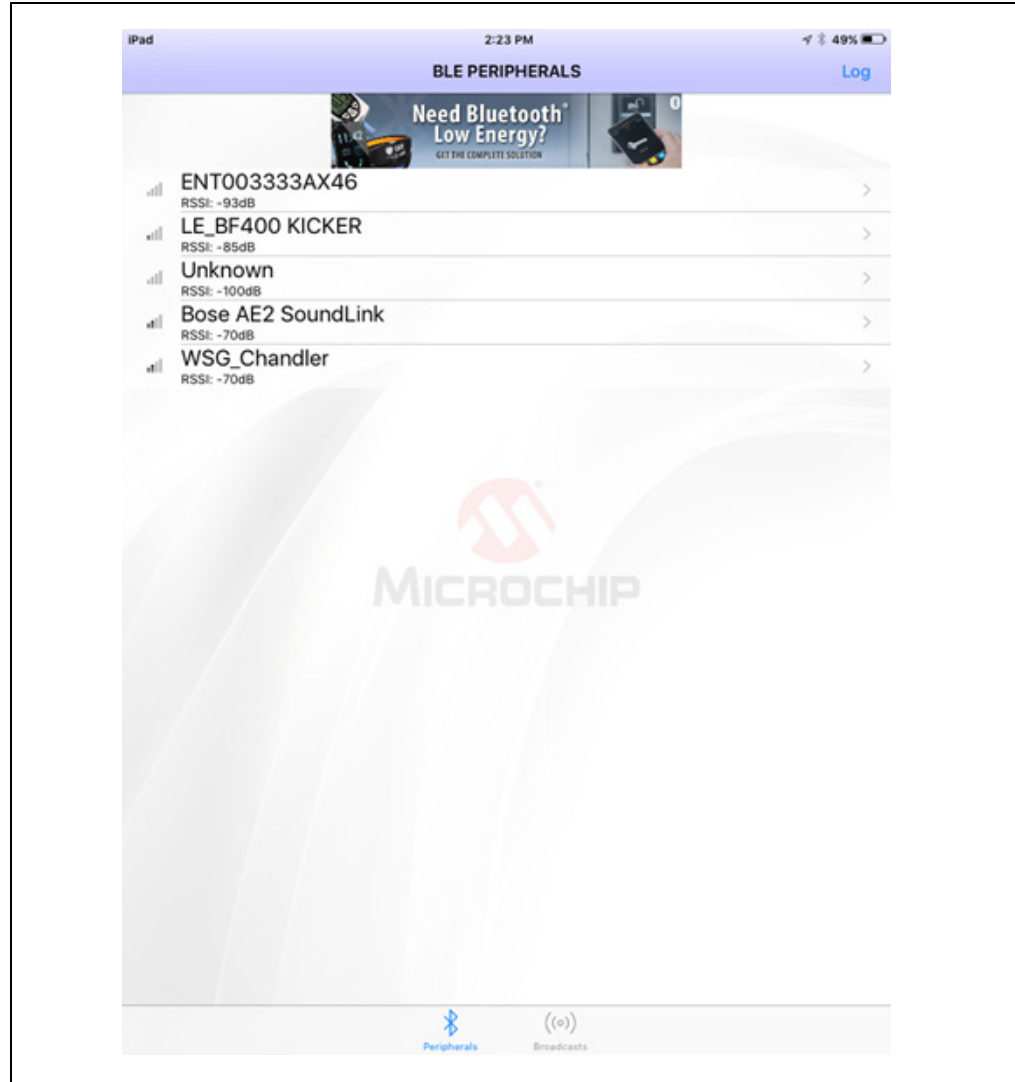 iPad 2:23 PM 49%
BLE PERIPHERALS Log
Need Bluetooth®
Low Energy?
GET THE COMPLETE SOLUTION
ENT003333AX46
RSSI: -93dB
LE_BF400 KICKER
RSSI: -85dB
Unknown
RSSI: -100dB
Bose AE2 SoundLink
RSSI: -70dB
WSG_Chandler
RSSI: -70dB
MICROCHIP
Peripherals Broadcasts